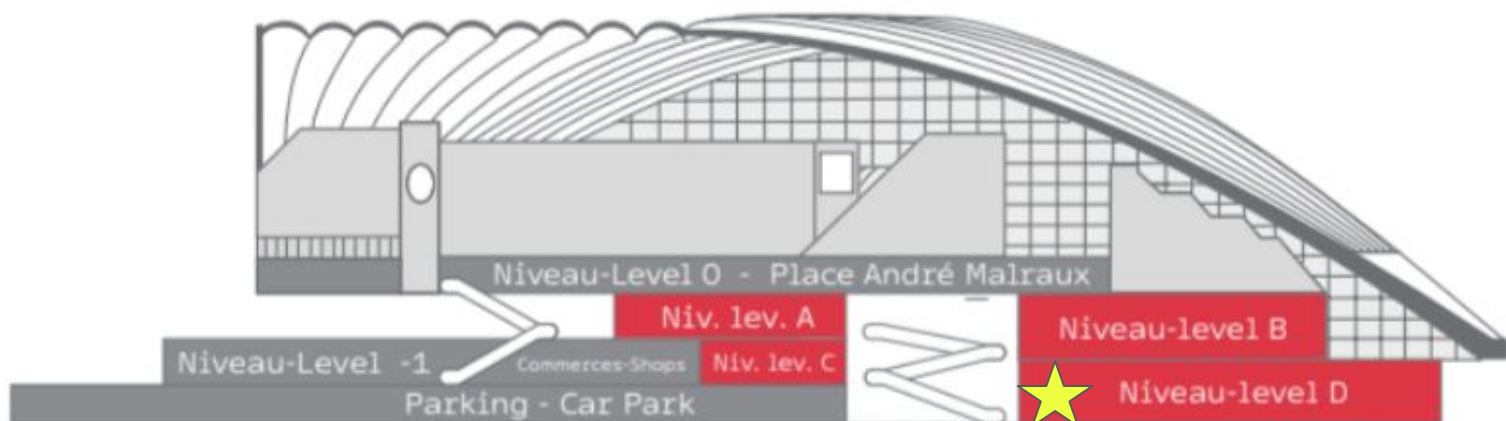 Niveau-Level 0 - Place André Malraux
Niv. lev. A
Niveau-level B
Niveau-Level -1
Commerces-Shops
Niv. lev. C
Niveau-level D
Parking - Car Park